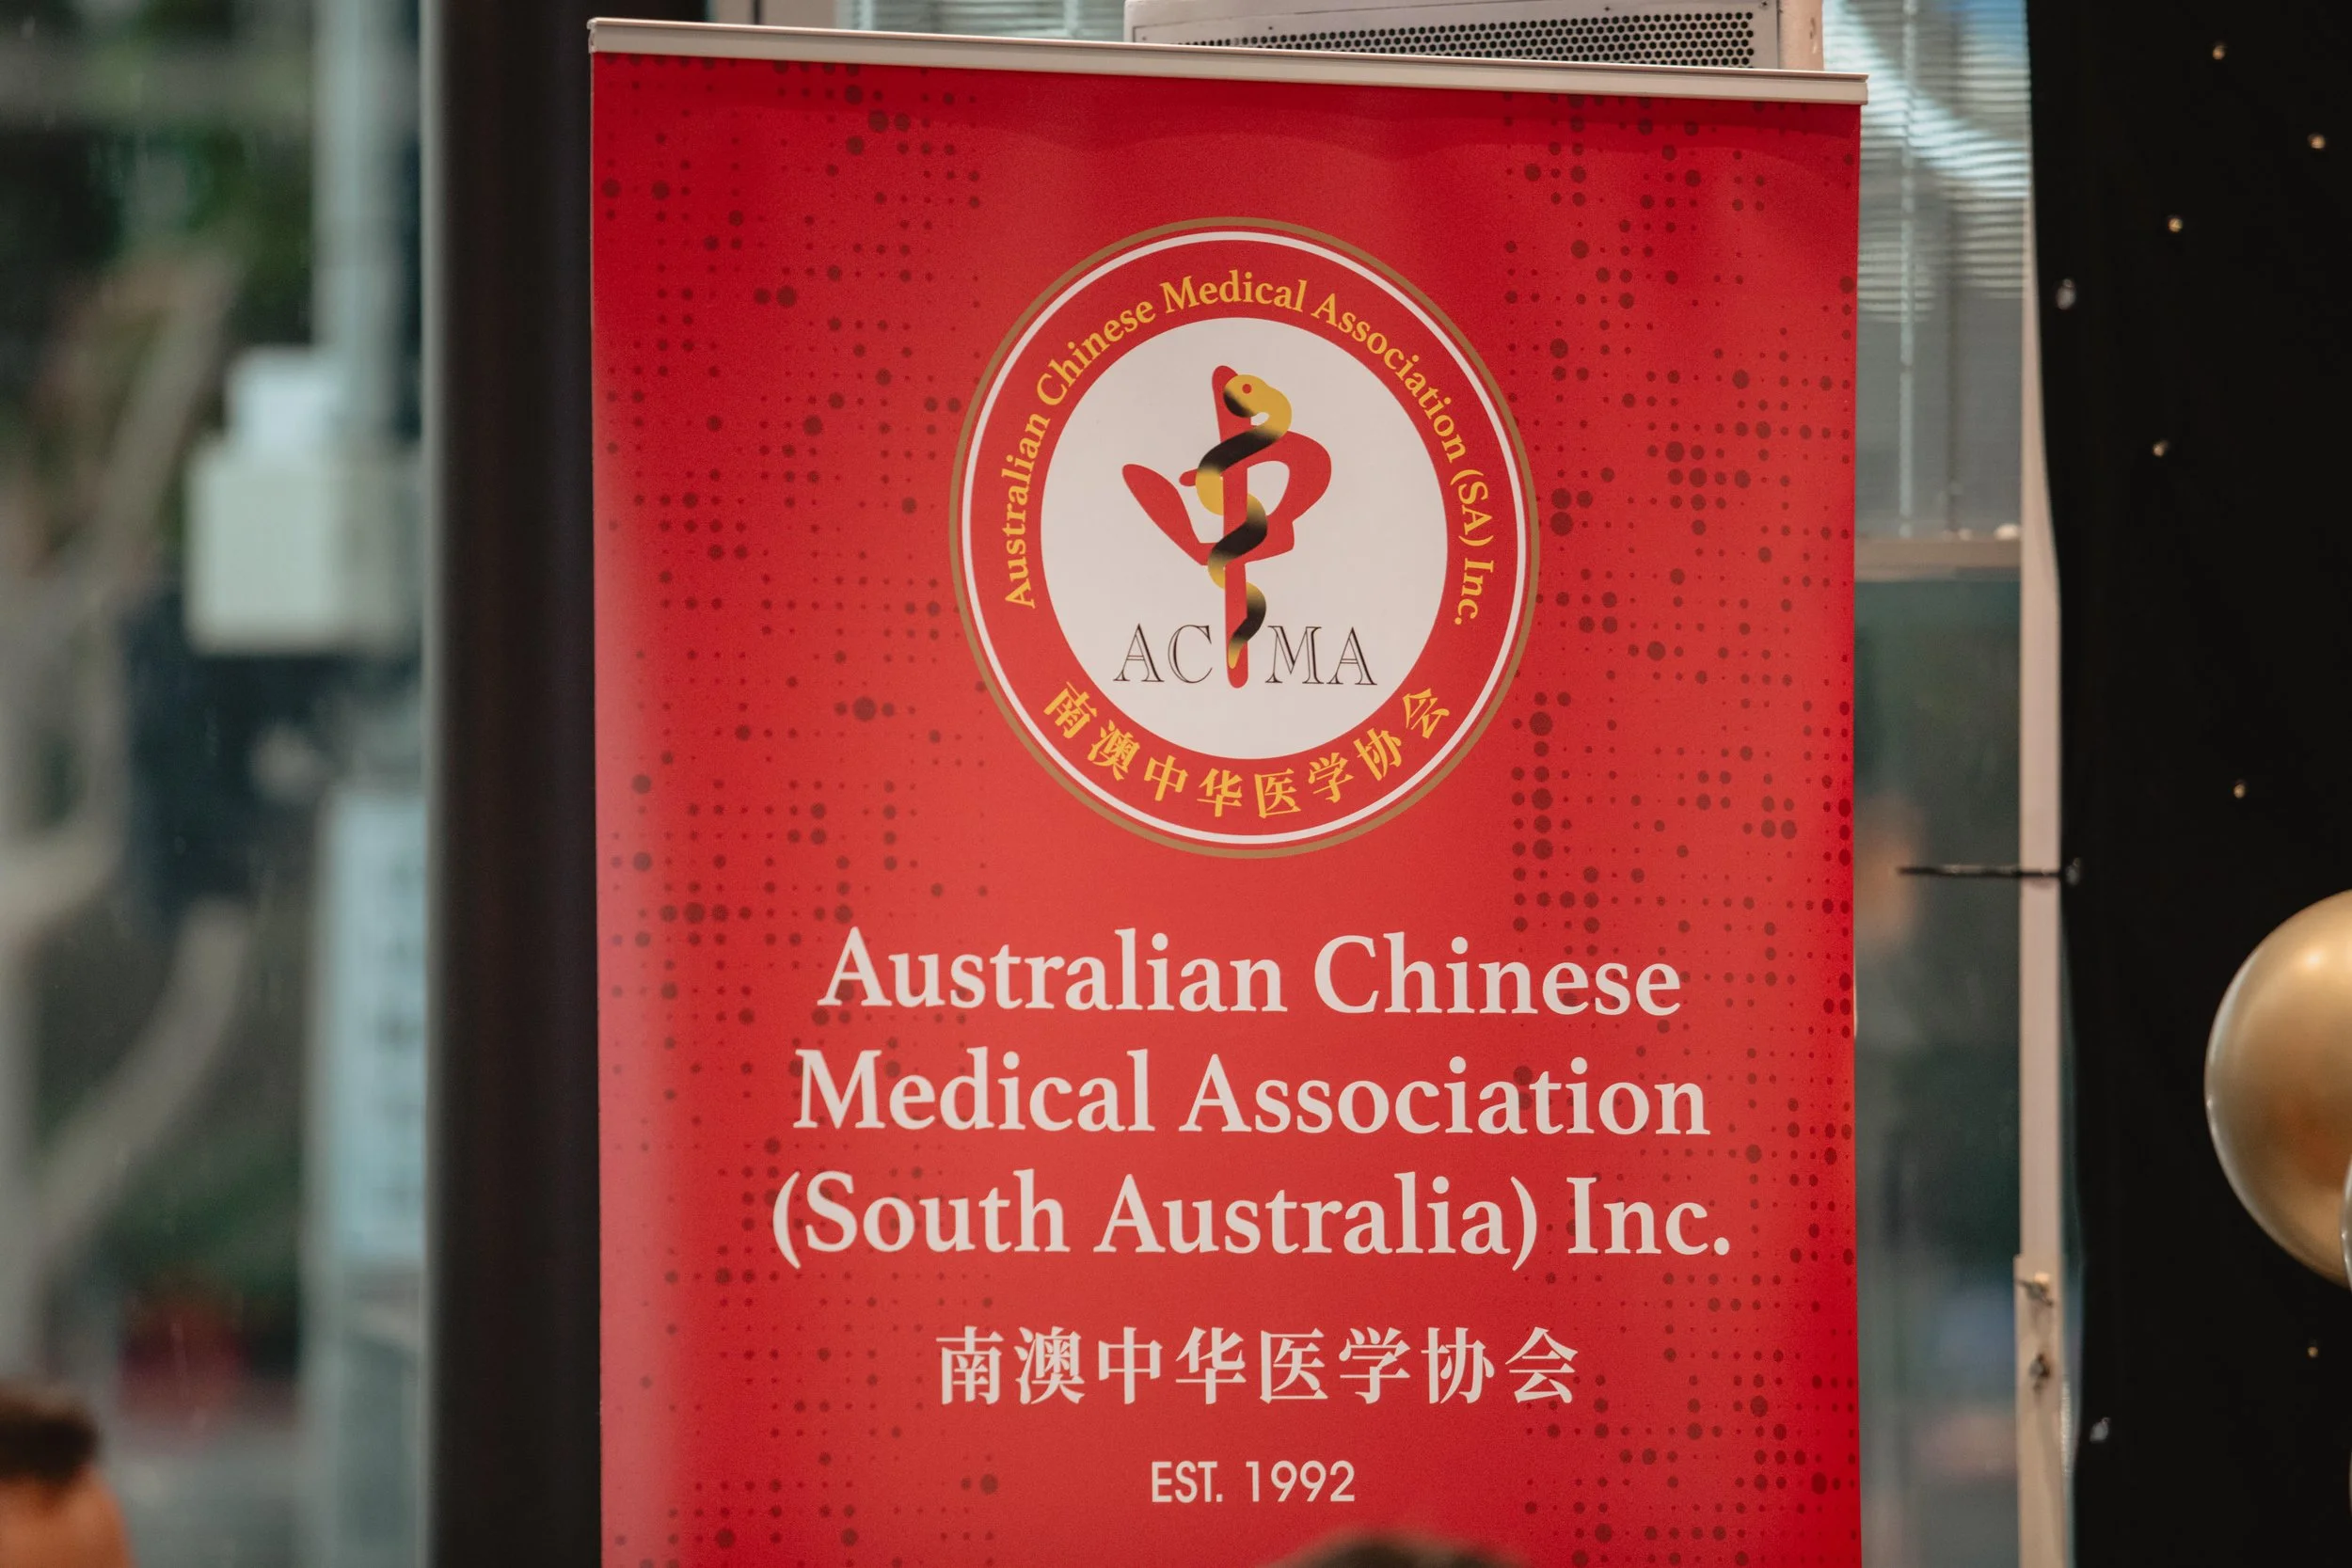 Australian Chinese Medical Association (SA) Inc.
ACMA
南澳中华医学协会
Australian Chinese
Medical Association
(South Australia) Inc.
南澳中华医学协会
EST. 1992